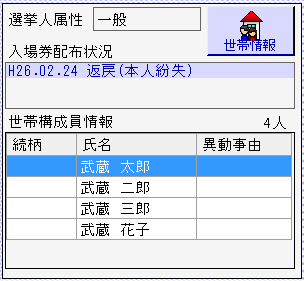 選挙人属性 一般
世帯情報
入場券配布状況
H26.02.24 返戻(本人紛失)
世帯構成員情報 4人
続柄 氏名 異動事由
武蔵 太郎
武蔵 二郎
武蔵 三郎
武蔵 花子